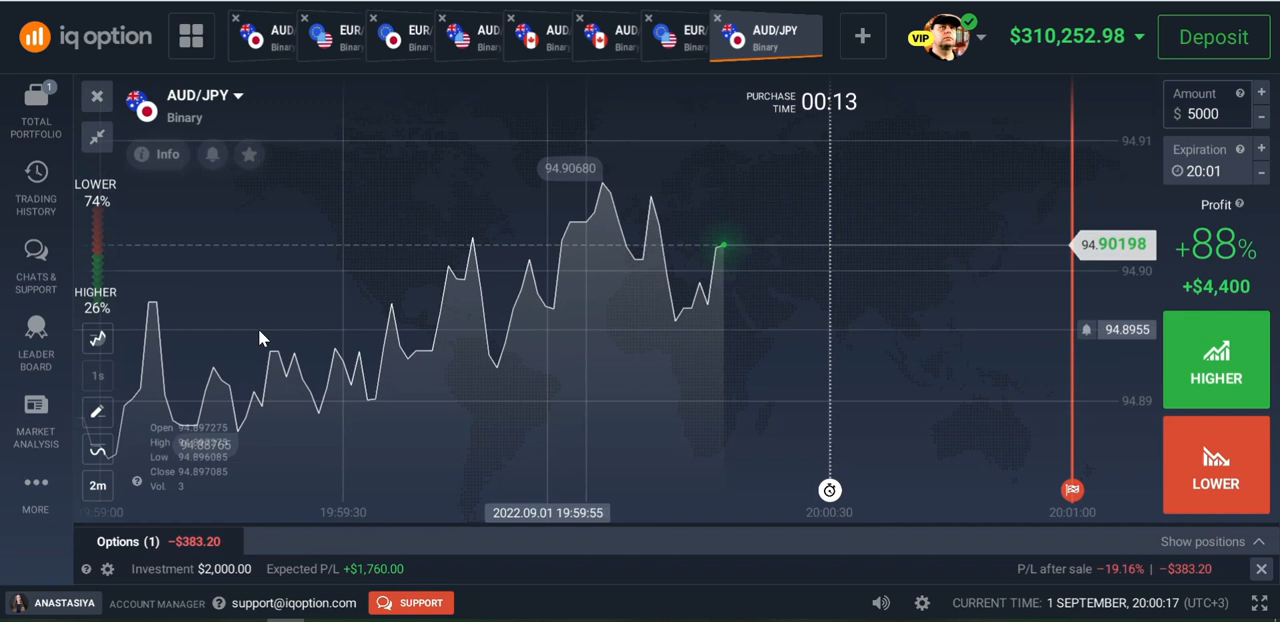 iq option
AUD
Binary
EUR/
Binary
EUR/
Binary
AUD
Binary
AUD
Binary
AUD
Binary
EUR/
Binary
AUD/JPY
Binary
VIP
$310,252.98
Deposit
1
TOTAL
PORTFOLIO
TRADING
HISTORY
CHATS &
SUPPORT
LEADER
BOARD
MARKET
ANALYSIS
MORE
AUD/JPY
Binary
Info
PURCHASE
TIME
00:13
LOWER
74%
HIGHER
26%
1s
2m
94.90680
94.88765
Open 94.897275
High
Low 94.896085
Close 94.897085
Vol. 3
94.91
94.90198
94.90
94.8955
94.89
:59:00
19:59:30
2022.09.01 19:59:55
20:00:30
20:01:00
Amount
$ 5000
Expiration
20:01
Profit
+88%
+$4,400
HIGHER
LOWER
Options (1) −$383.20
Show positions
Investment $2,000.00 Expected P/L +$1,760.00
P/L after sale −19.16% | −$383.20
ANASTASIYA ACCOUNT MANAGER support@iqoption.com SUPPORT
CURRENT TIME: 1 SEPTEMBER, 20:00:17 (UTC+3)